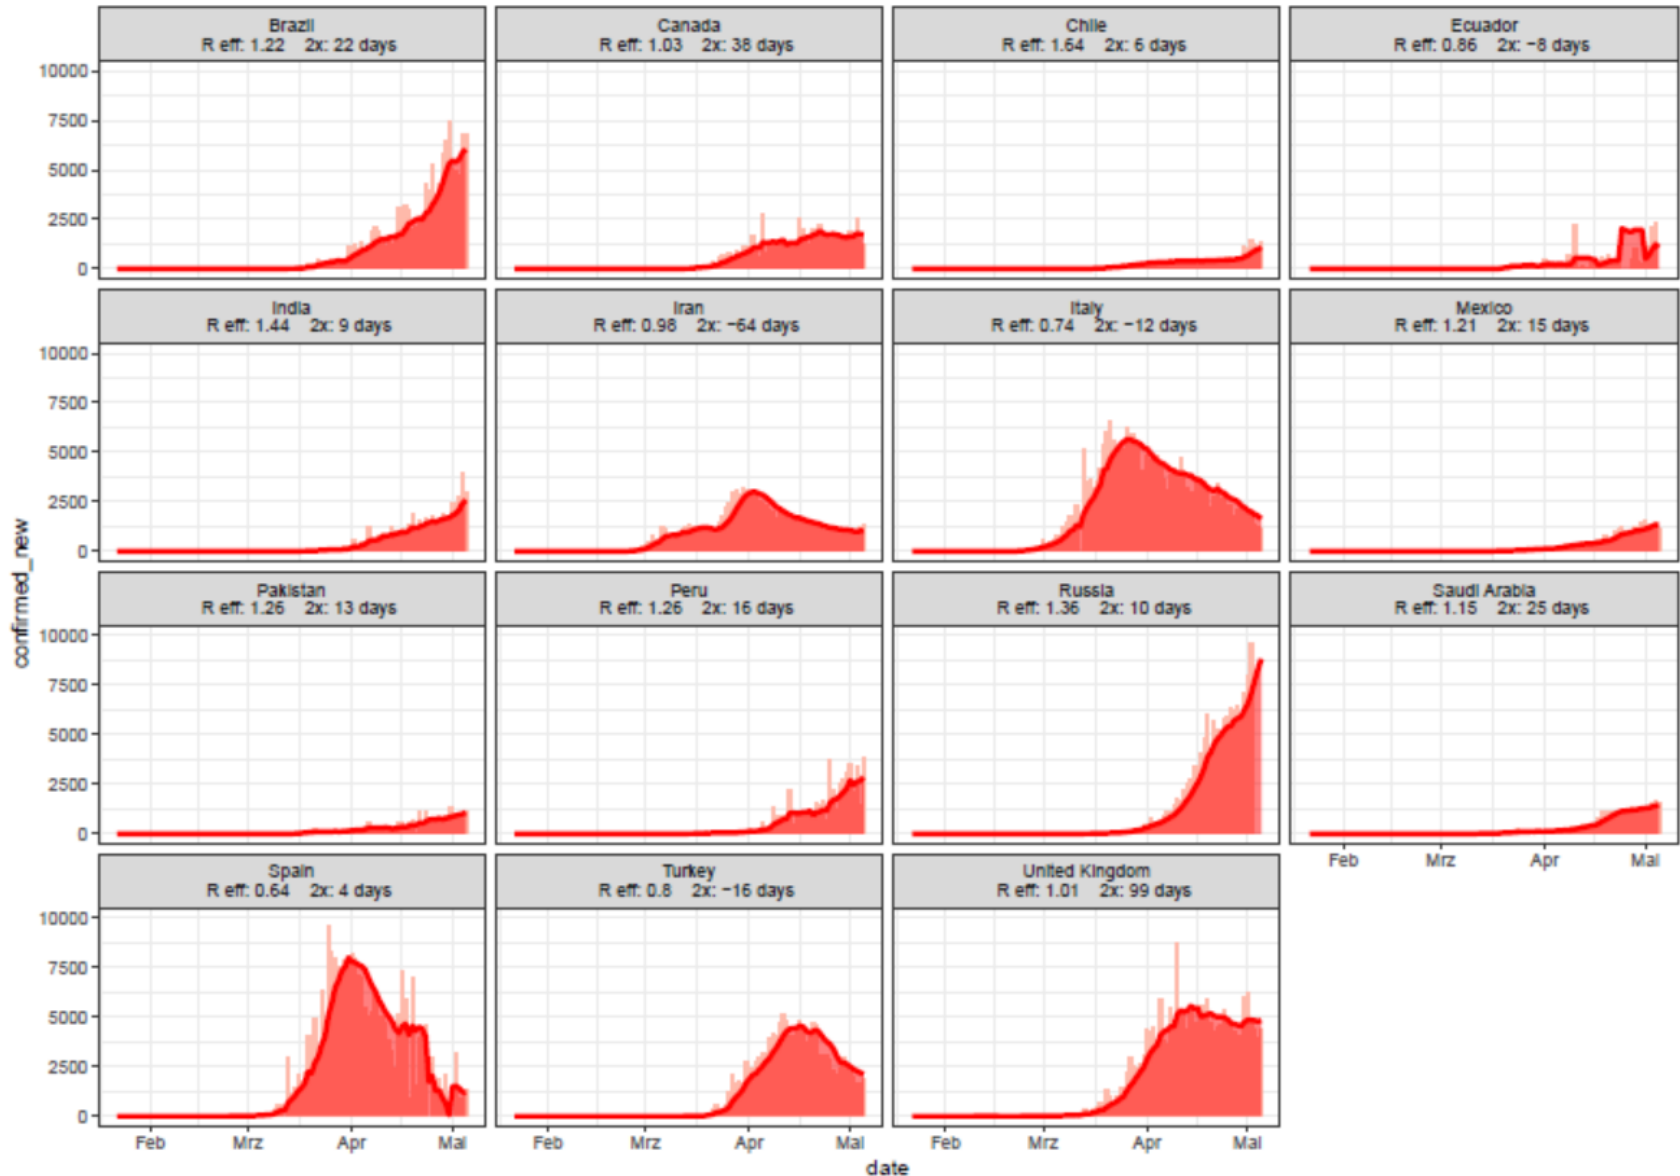 Brazil
R eff: 1.22 2x: 22 days
Canada
R eff: 1.03 2x: 38 days
Chile
R eff: 1.64 2x: 6 days
Ecuador
R eff: 0.86 2x: −8 days
10000
7500
5000
2500
0
India
R eff: 1.44 2x: 9 days
Iran
R eff: 0.98 2x: −64 days
Italy
R eff: 0.74 2x: −12 days
Mexico
R eff: 1.21 2x: 15 days
10000
7500
5000
2500
0
confirmed_new
Pakistan
R eff: 1.26 2x: 13 days
Peru
R eff: 1.26 2x: 16 days
Russia
R eff: 1.36 2x: 10 days
Saudi Arabia
R eff: 1.15 2x: 25 days
10000
7500
5000
2500
0
Feb Mrz Apr Mai
Spain
R eff: 0.64 2x: 4 days
Turkey
R eff: 0.8 2x: −16 days
United Kingdom
R eff: 1.01 2x: 99 days
10000
7500
5000
2500
0
Feb Mrz Apr Mai
Feb Mrz Apr Mai
Feb Mrz Apr Mai
date